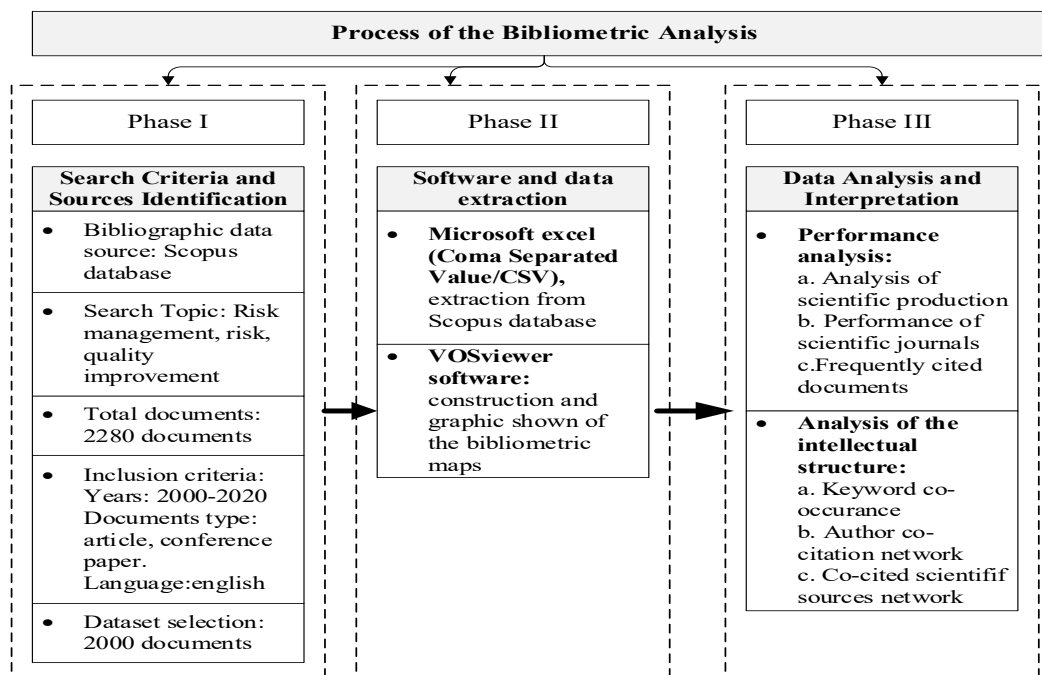 Process of the Bibliometric Analysis
Phase I
Search Criteria and
Sources Identification
• Bibliographic data
source: Scopus
database
• Search Topic: Risk
management, risk,
quality
improvement
• Total documents:
2280 documents
• Inclusion criteria:
Years: 2000-2020
Documents type:
article, conference
paper.
Language:english
• Dataset selection:
2000 documents
Phase II
Software and data
extraction
• Microsoft excel
(Coma Separated
Value/CSV),
extraction from
Scopus database
• VOSviewer
software:
construction and
graphic shown of
the bibliometric
maps
Phase III
Data Analysis and
Interpretation
• Performance
analysis:
a. Analysis of
scientific production
b. Performance of
scientific journals
c.Frequently cited
documents
• Analysis of the
intellectual
structure:
a. Keyword co-
occurance
b. Author co-
citation network
c. Co-cited scientifif
sources network